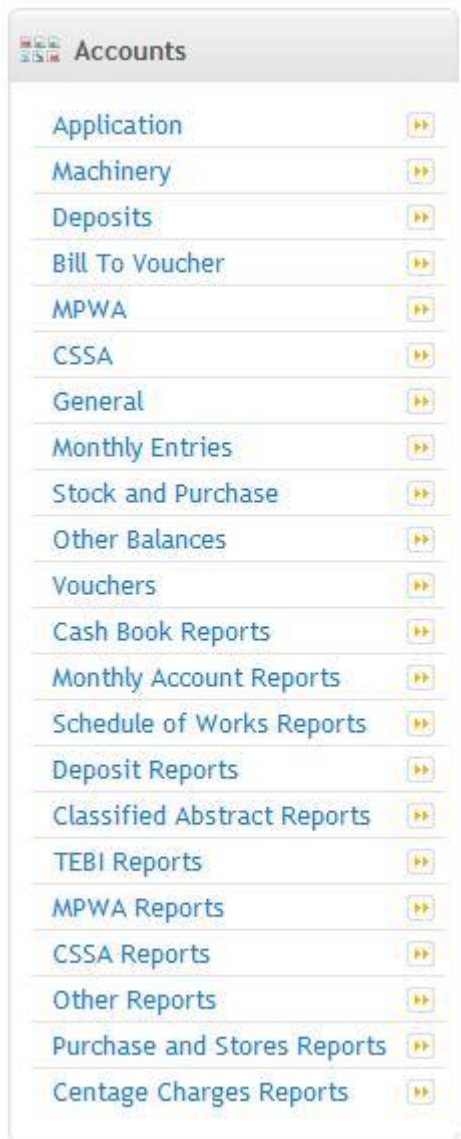 Accounts
Application
Machinery
Deposits
Bill To Voucher
MPWA
CSSA
General
Monthly Entries
Stock and Purchase
Other Balances
Vouchers
Cash Book Reports
Monthly Account Reports
Schedule of Works Reports
Deposit Reports
Classified Abstract Reports
TEBI Reports
MPWA Reports
CSSA Reports
Other Reports
Purchase and Stores Reports
Centage Charges Reports